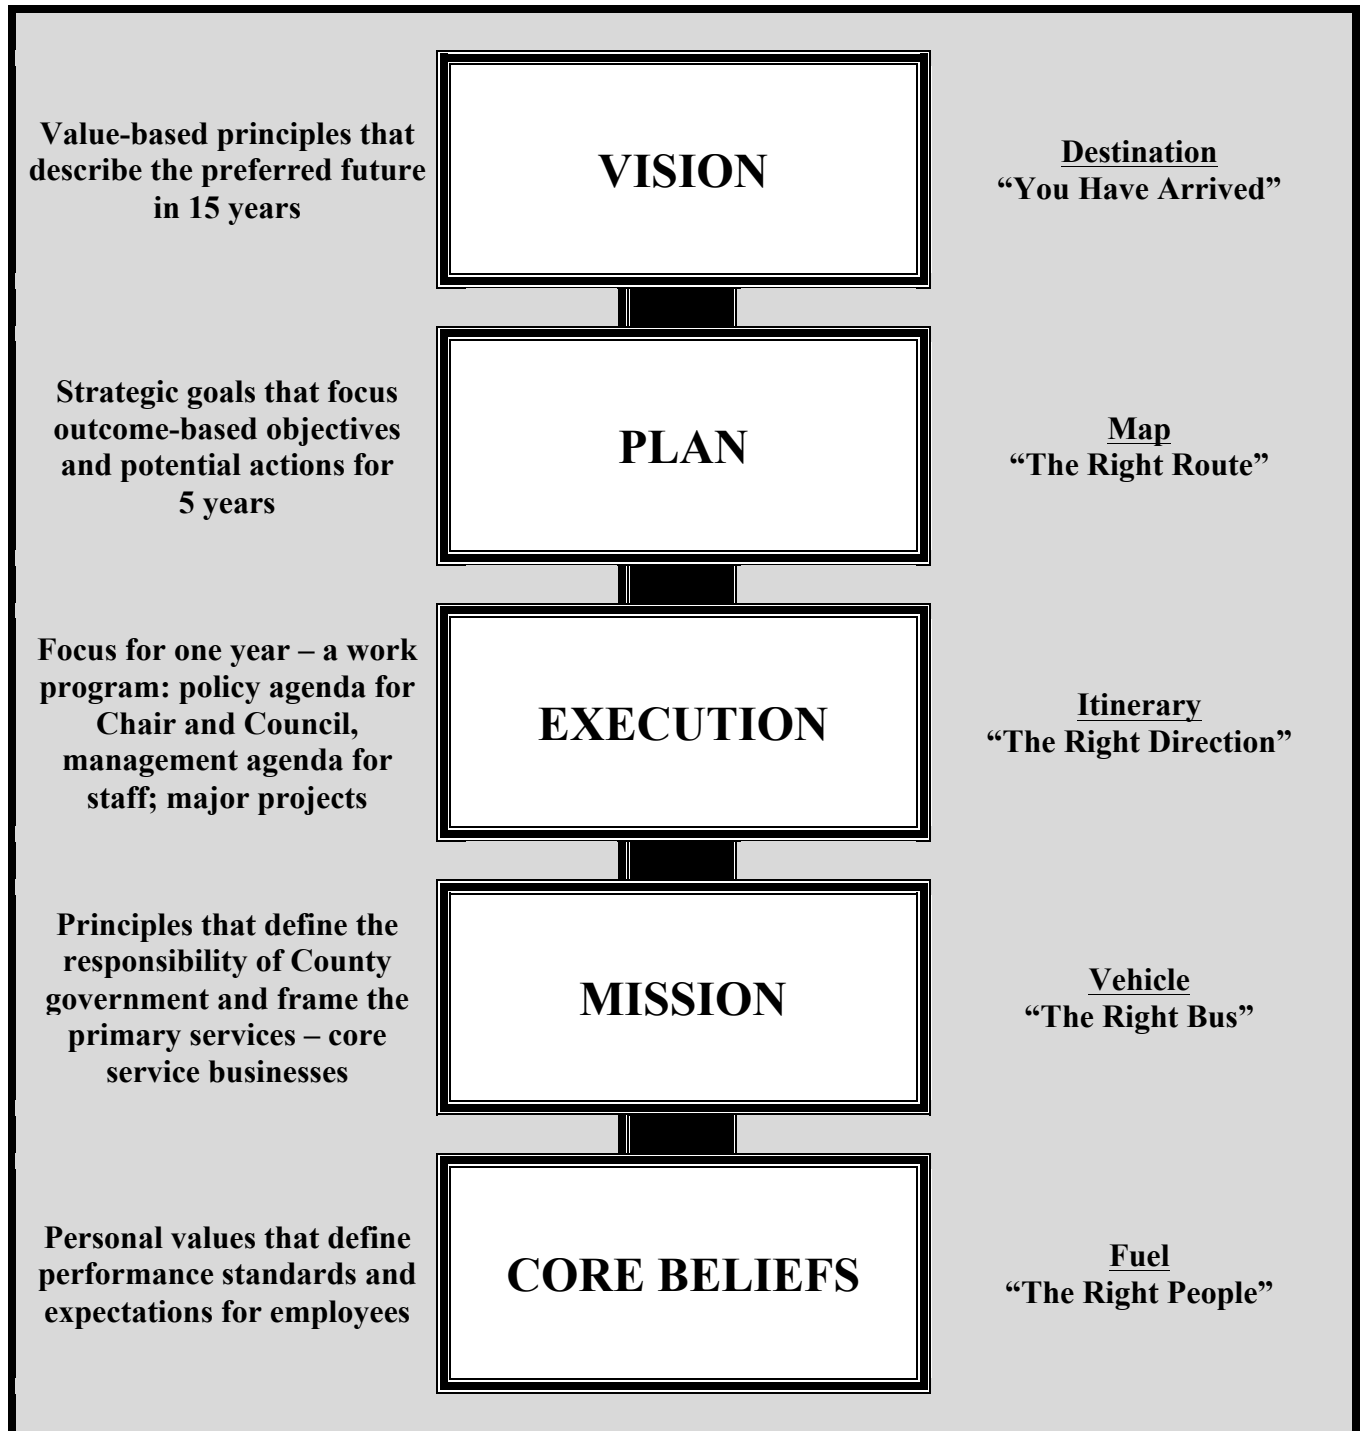 Value-based principles that
describe the preferred future
in 15 years
VISION
Destination
“You Have Arrived”
Strategic goals that focus
outcome-based objectives
and potential actions for
5 years
PLAN
Map
“The Right Route”
Focus for one year – a work
program: policy agenda for
Chair and Council,
management agenda for
staff; major projects
EXECUTION
Itinerary
“The Right Direction”
Principles that define the
responsibility of County
government and frame the
primary services – core
service businesses
MISSION
Vehicle
“The Right Bus”
Personal values that define
performance standards and
expectations for employees
CORE BELIEFS
Fuel
“The Right People”